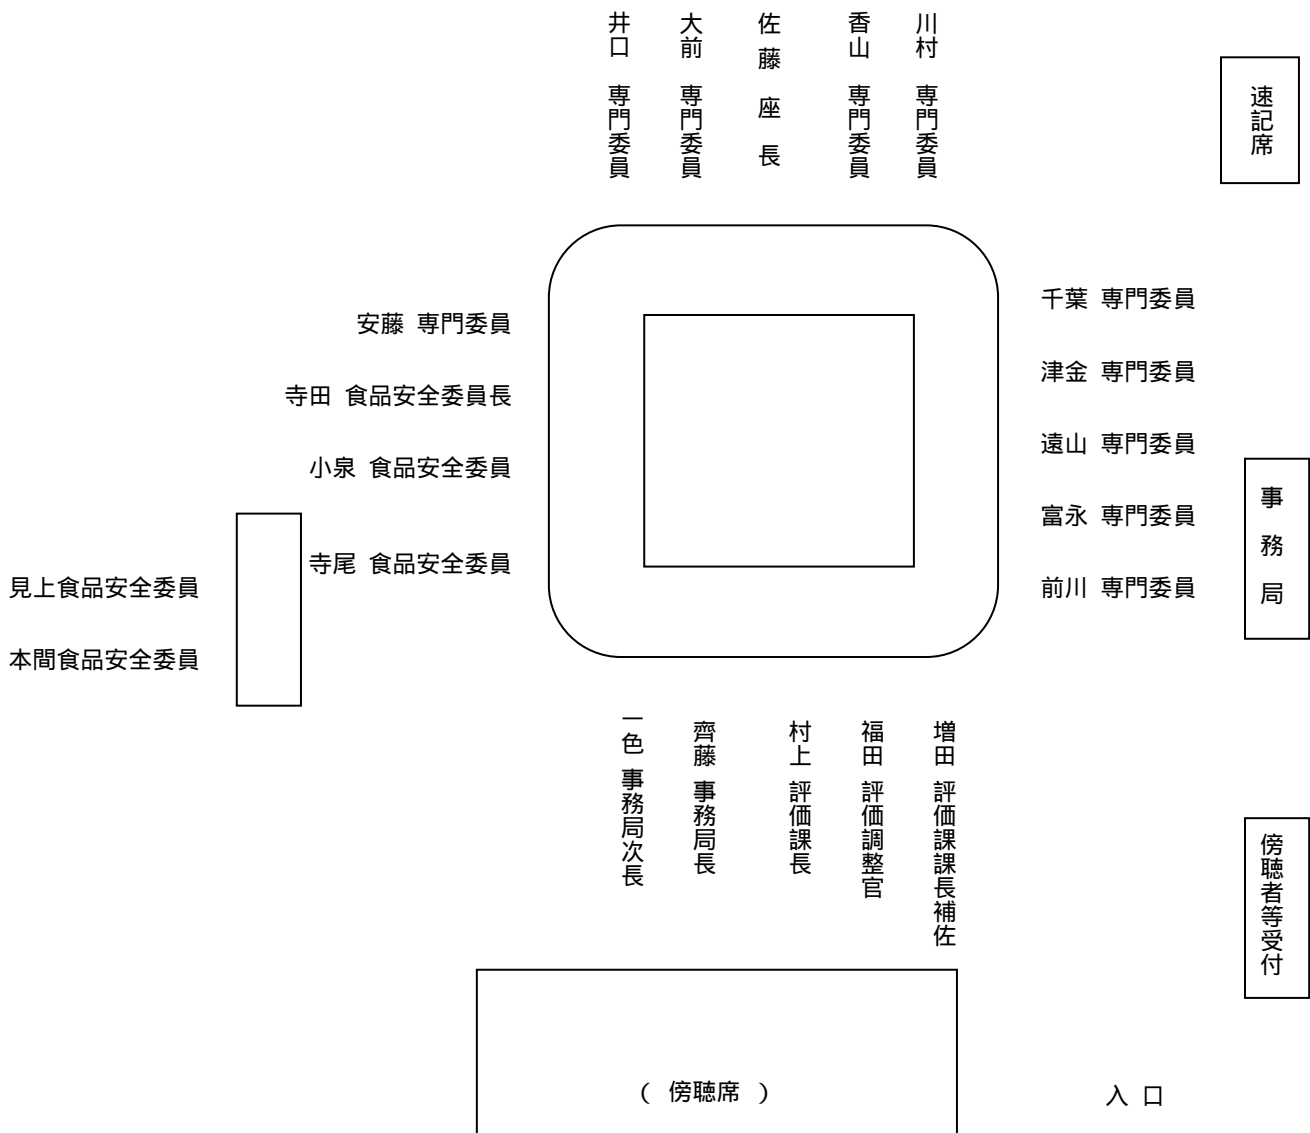 井口 専門委員
大前 専門委員
佐藤座長
香山 専門委員
川村 専門委員
速記席
安藤 専門委員
寺田 食品安全委員長
小泉 食品安全委員
寺尾 食品安全委員
見上食品安全委員
本間食品安全委員
千葉 専門委員
津金 専門委員
遠山 専門委員
富永 専門委員
前川 専門委員
事務局
一色 事務局次長
齊藤 事務局長
村上 評価課長
福田 評価調整官
増田 評価課課長補佐
傍聴者等受付
( 傍聴席 )
入 口